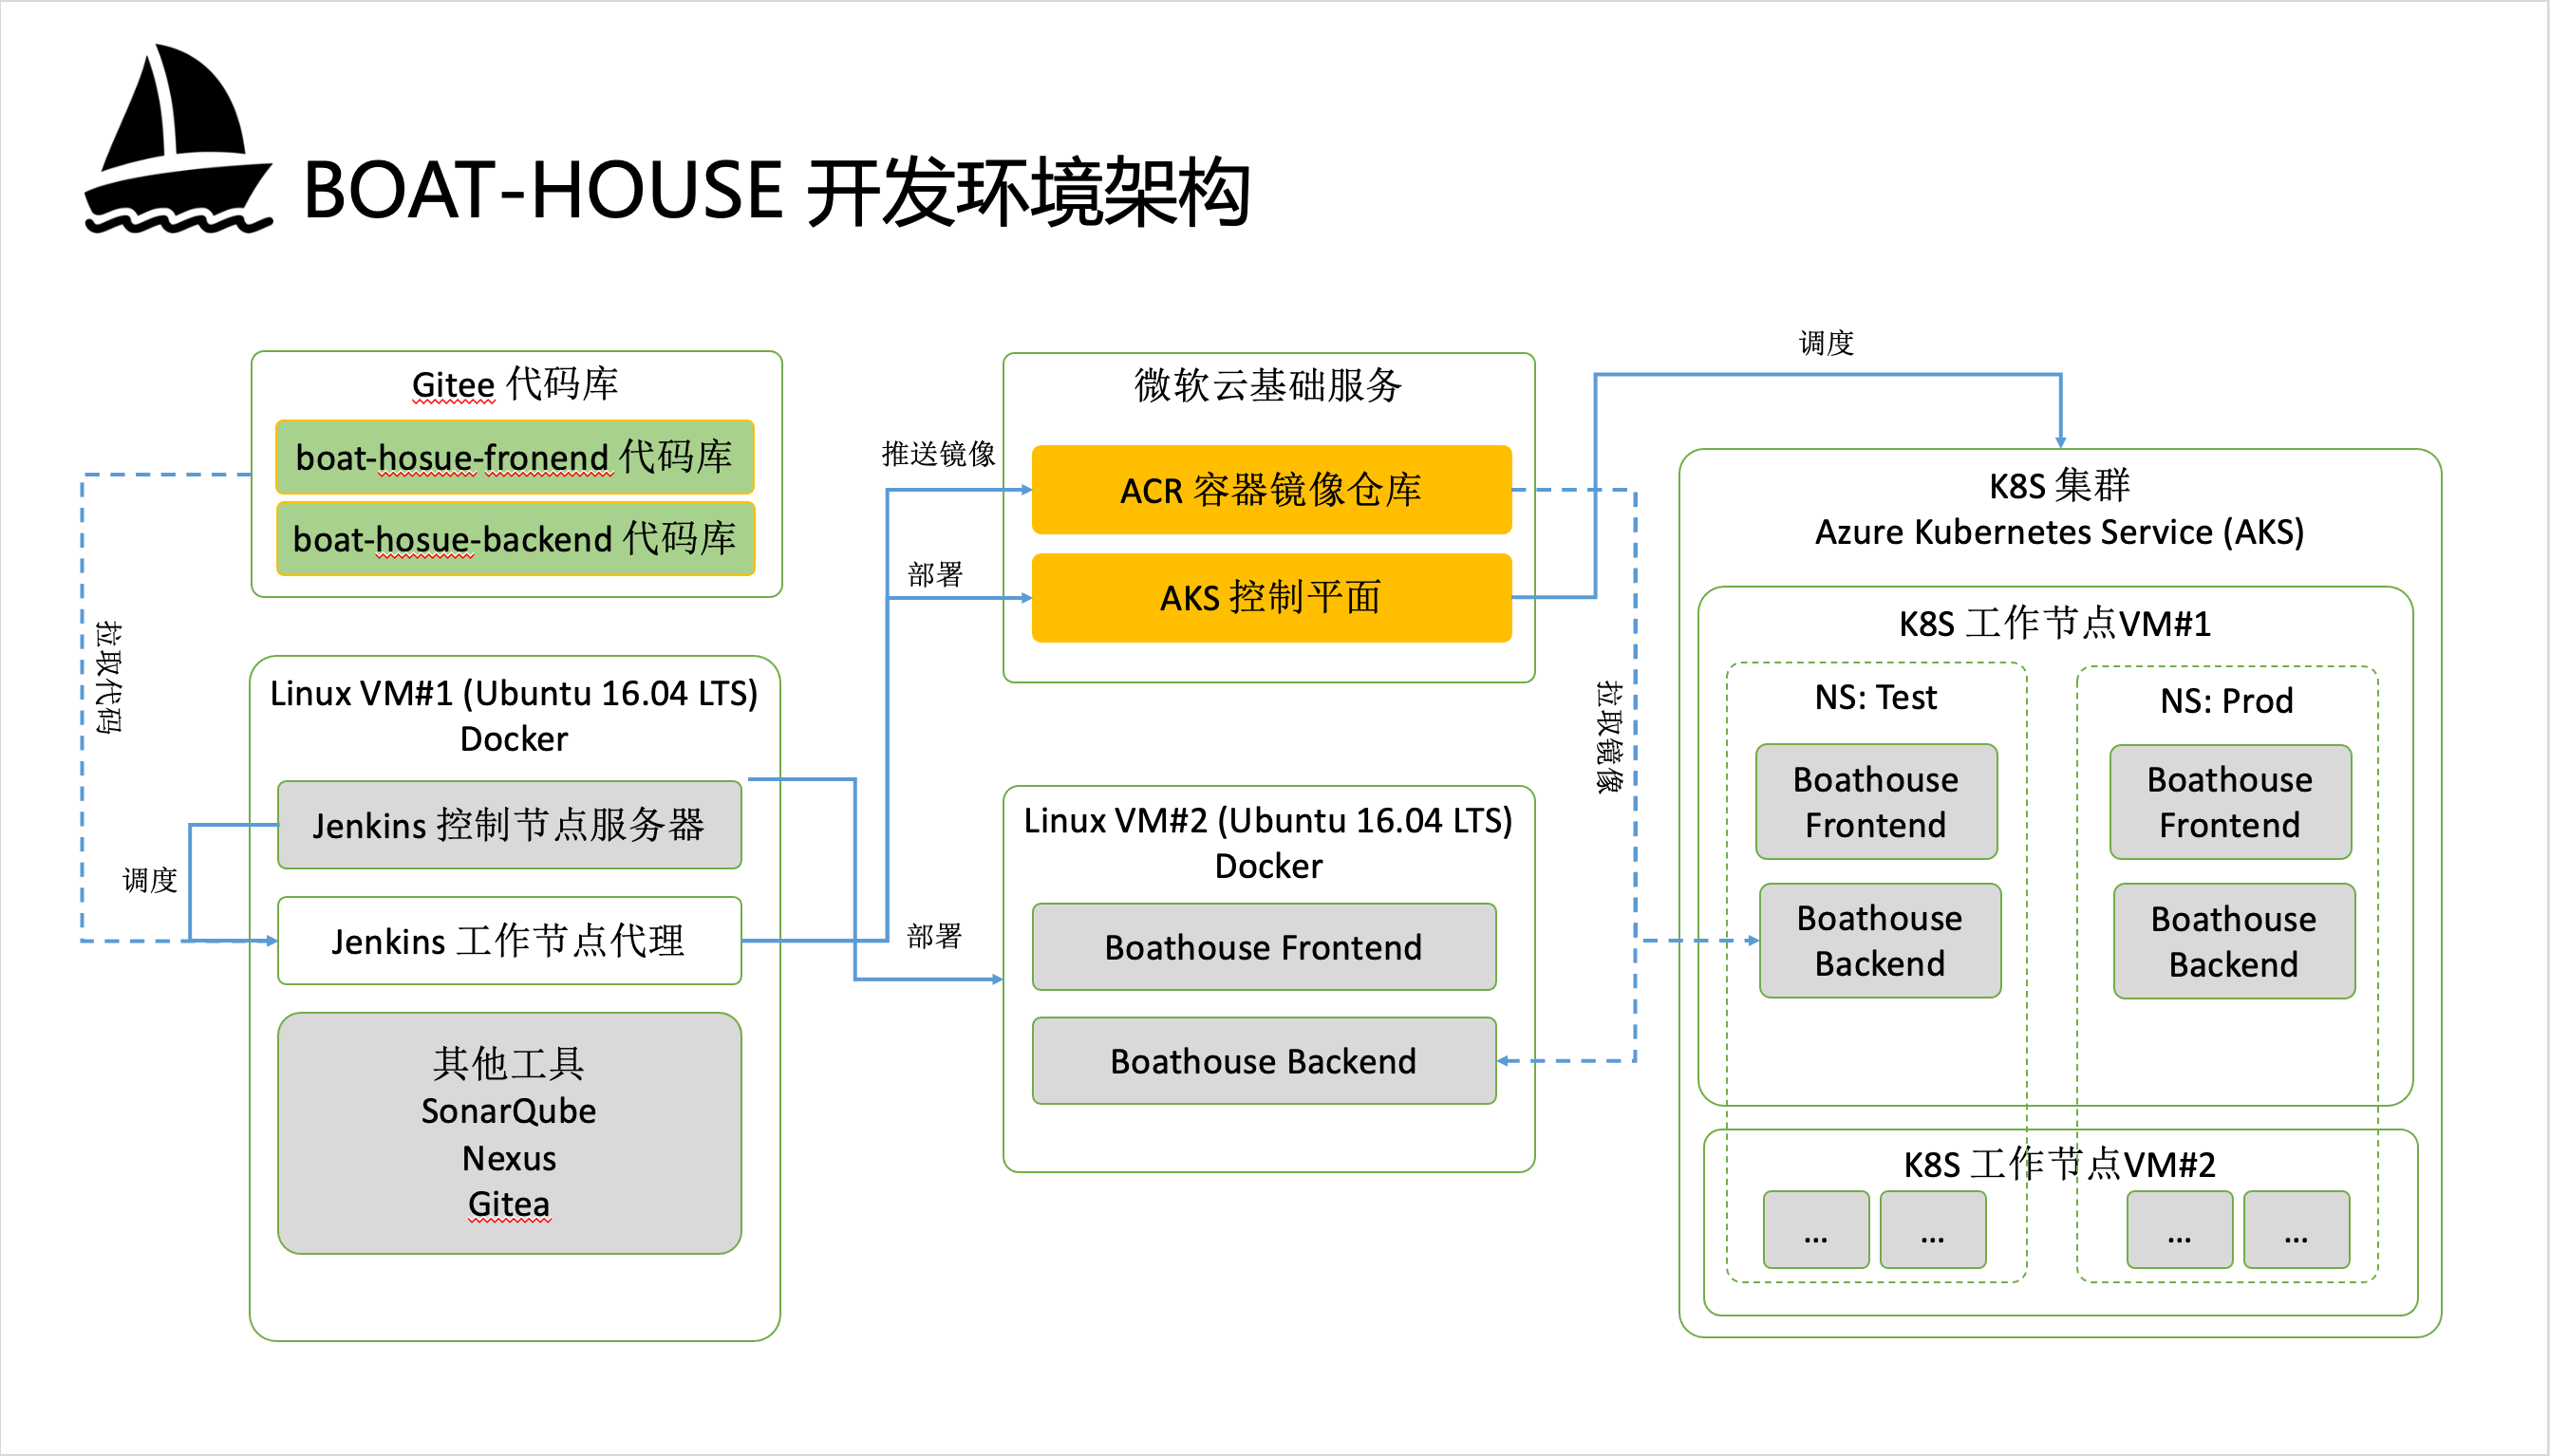 BOAT-HOUSE 开发环境架构
Gitee 代码库
boat-hosue-fronend 代码库
boat-hosue-backend 代码库
拉取代码
Linux VM#1 (Ubuntu 16.04 LTS)
Docker
Jenkins 控制节点服务器
调度
Jenkins 工作节点代理
其他工具
SonarQube
Nexus
Gitea
推送镜像
部署
部署
微软云基础服务
ACR 容器镜像仓库
AKS 控制平面
Linux VM#2 (Ubuntu 16.04 LTS)
Docker
Boathouse Frontend
Boathouse Backend
调度
拉取镜像
K8S 集群
Azure Kubernetes Service (AKS)
K8S 工作节点VM#1
NS: Test
Boathouse
Frontend
Boathouse
Backend
NS: Prod
Boathouse
Frontend
Boathouse
Backend
K8S 工作节点VM#2
...
...
...
...